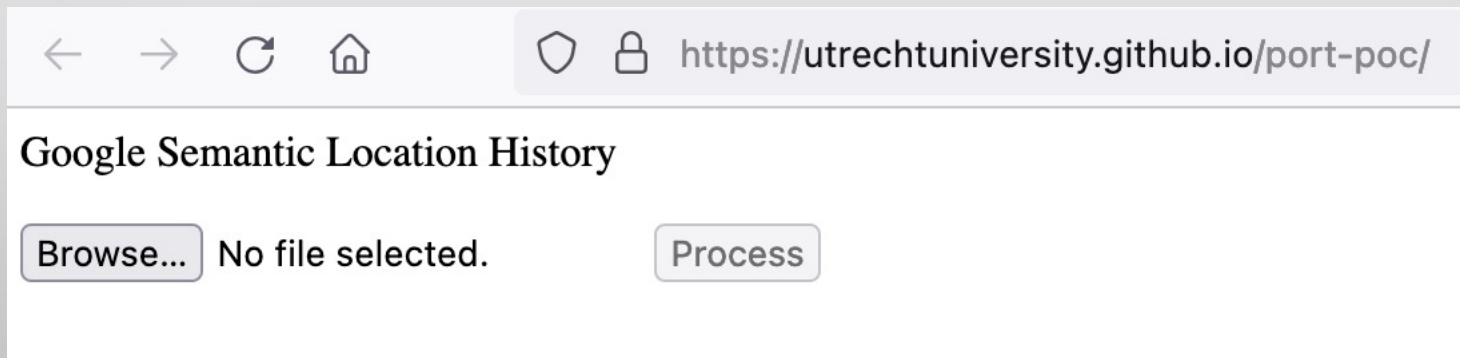 https://utrechtuniversity.github.io/port-poc/
Google Semantic Location History
Browse... No file selected. Process